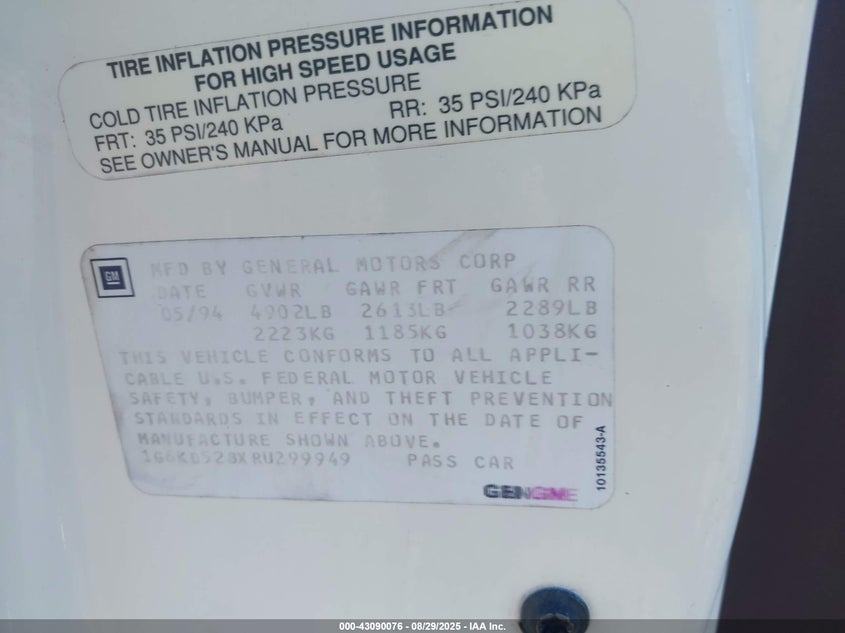 TIRE INFLATION PRESSURE INFORMATION
FOR HIGH SPEED USAGE
COLD TIRE INFLATION PRESSURE
FRT: 35 PSI/240 KPa RR: 35 PSI/240 KPa
SEE OWNER'S MANUAL FOR MORE INFORMATION
GM
MFD BY GENERAL MOTORS CORP
DATE GVWR GAWR FRT GAWR RR
05/94 4902LB 2613LB 2289LB
2223KG 1185KG 1038KG
THIS VEHICLE CONFORMS TO ALL APPLI-
CABLE U.S. FEDERAL MOTOR VEHICLE
SAFETY, BUMPER, AND THEFT PREVENTION
STANDARDS IN EFFECT ON THE DATE OF
MANUFACTURE SHOWN ABOVE.
1G6KD52BXRU299949 PASS CAR
10135543-A
000-43090076 - 08/29/2025 - IAA Inc.